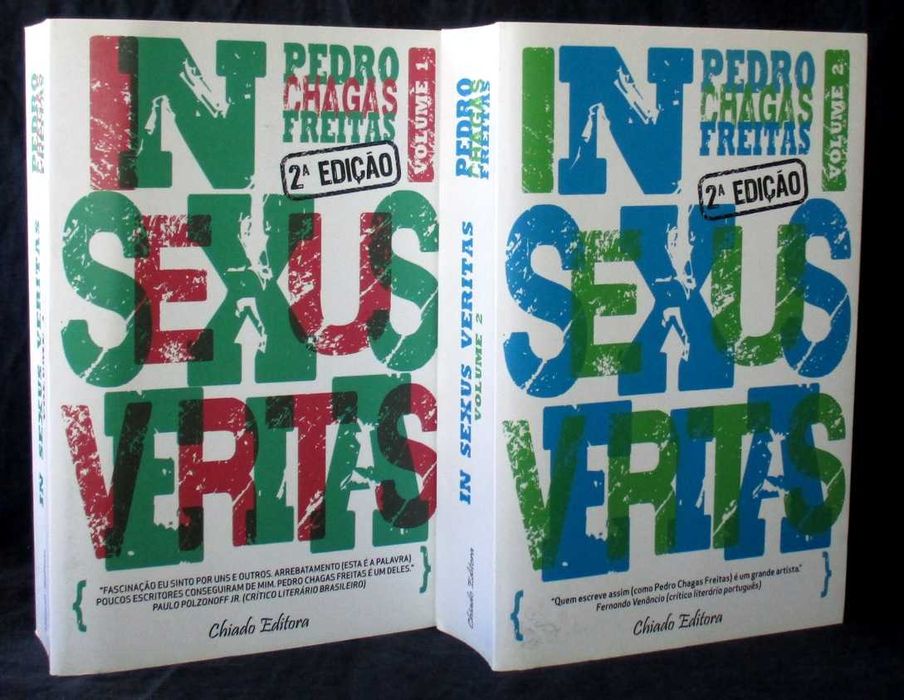 PEDRO
CHAGAS
FREITAS
IN SEXUS VERITAS
VOLUME 1
IN
PEDRO
CHAGAS
FREITAS
VOLUME 1
2ª EDIÇÃO
SEXUS
VERITAS
"FASCINAÇÃO EU SINTO POR UNS E OUTROS. ARREBATAMENTO (ESTA É A PALAVRA)
POUCOS ESCRITORES CONSEGUIRAM DE MIM. PEDRO CHAGAS FREITAS É UM DELES."
PAULO POLZONOFF JR. (CRÍTICO LITERÁRIO BRASILEIRO)
Chiado Editora
PEDRO
CHAGAS
FREITAS
IN SEXUS VERITAS
VOLUME 2
Chiado Editora
IN
PEDRO
CHAGAS
FREITAS
VOLUME 2
2ª EDIÇÃO
SEXUS
VERITAS
"Quem escreve assim (como Pedro Chagas Freitas) é um grande artista."
Fernando Venâncio (crítico literário português)
Chiado Editora